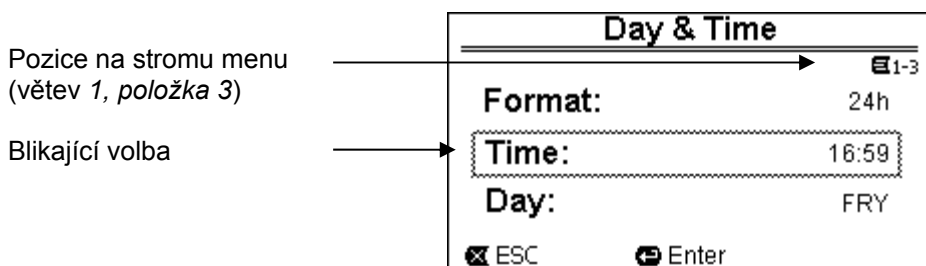 Day & Time
Pozice na stromu menu
(větev 1, položka 3)
1-3
Format: 24h
Blikající volba
Time: 16:59
Day: FRY
ESC Enter